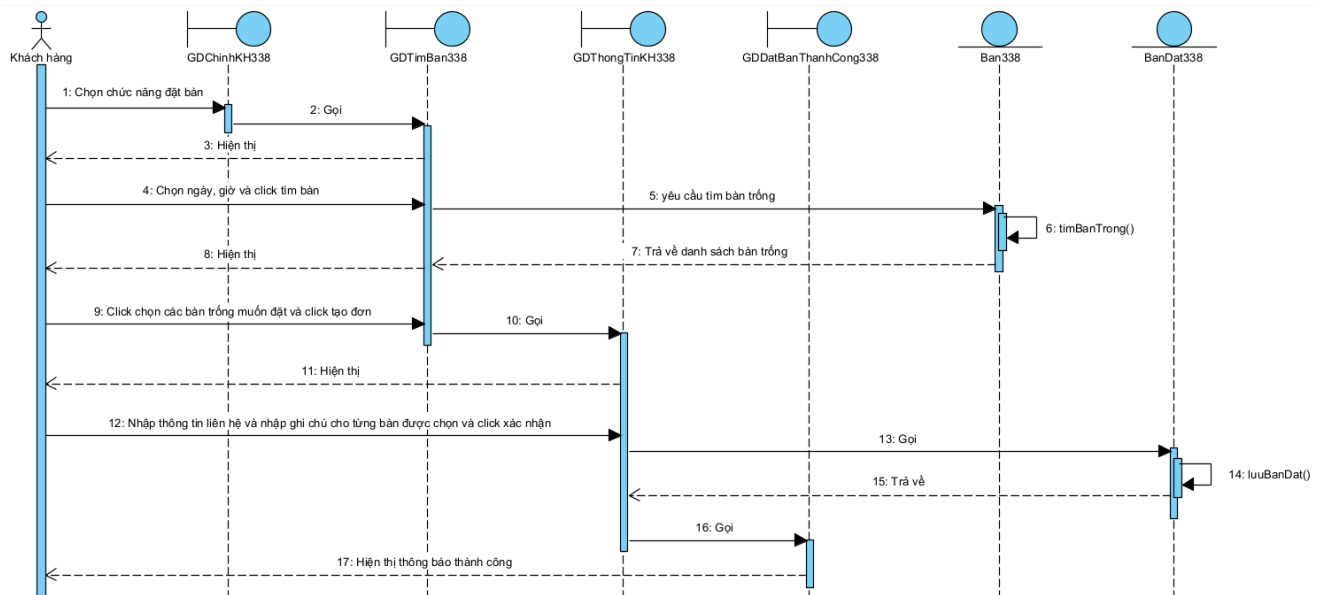 Khách hàng
GDChinhKH338
GDTimBan338
GDThongTinKH338
GDDatBanThanhCong338
Ban338
BanDat338
1: Chọn chức năng đặt bàn
2: Gọi
3: Hiện thị
4: Chọn ngày, giờ và click tìm bàn
5: yêu cầu tìm bàn trống
6: timBanTrong()
7: Trả về danh sách bàn trống
8: Hiện thị
9: Click chọn các bàn trống muốn đặt và click tạo đơn
10: Gọi
11: Hiện thị
12: Nhập thông tin liên hệ và nhập ghi chú cho từng bàn được chọn và click xác nhận
13: Gọi
14: luuBanDat()
15: Trả về
16: Gọi
17: Hiện thị thông báo thành công